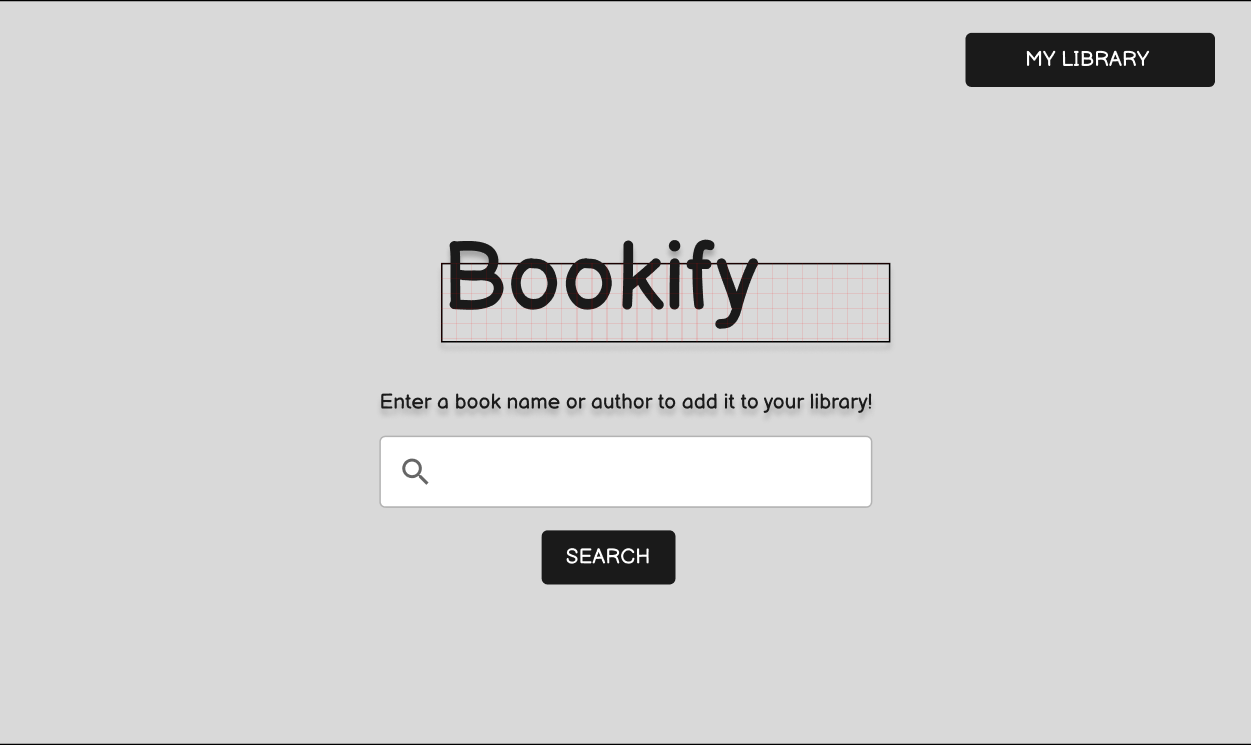 MY LIBRARY
Bookify
Enter a book name or author to add it to your library!
SEARCH